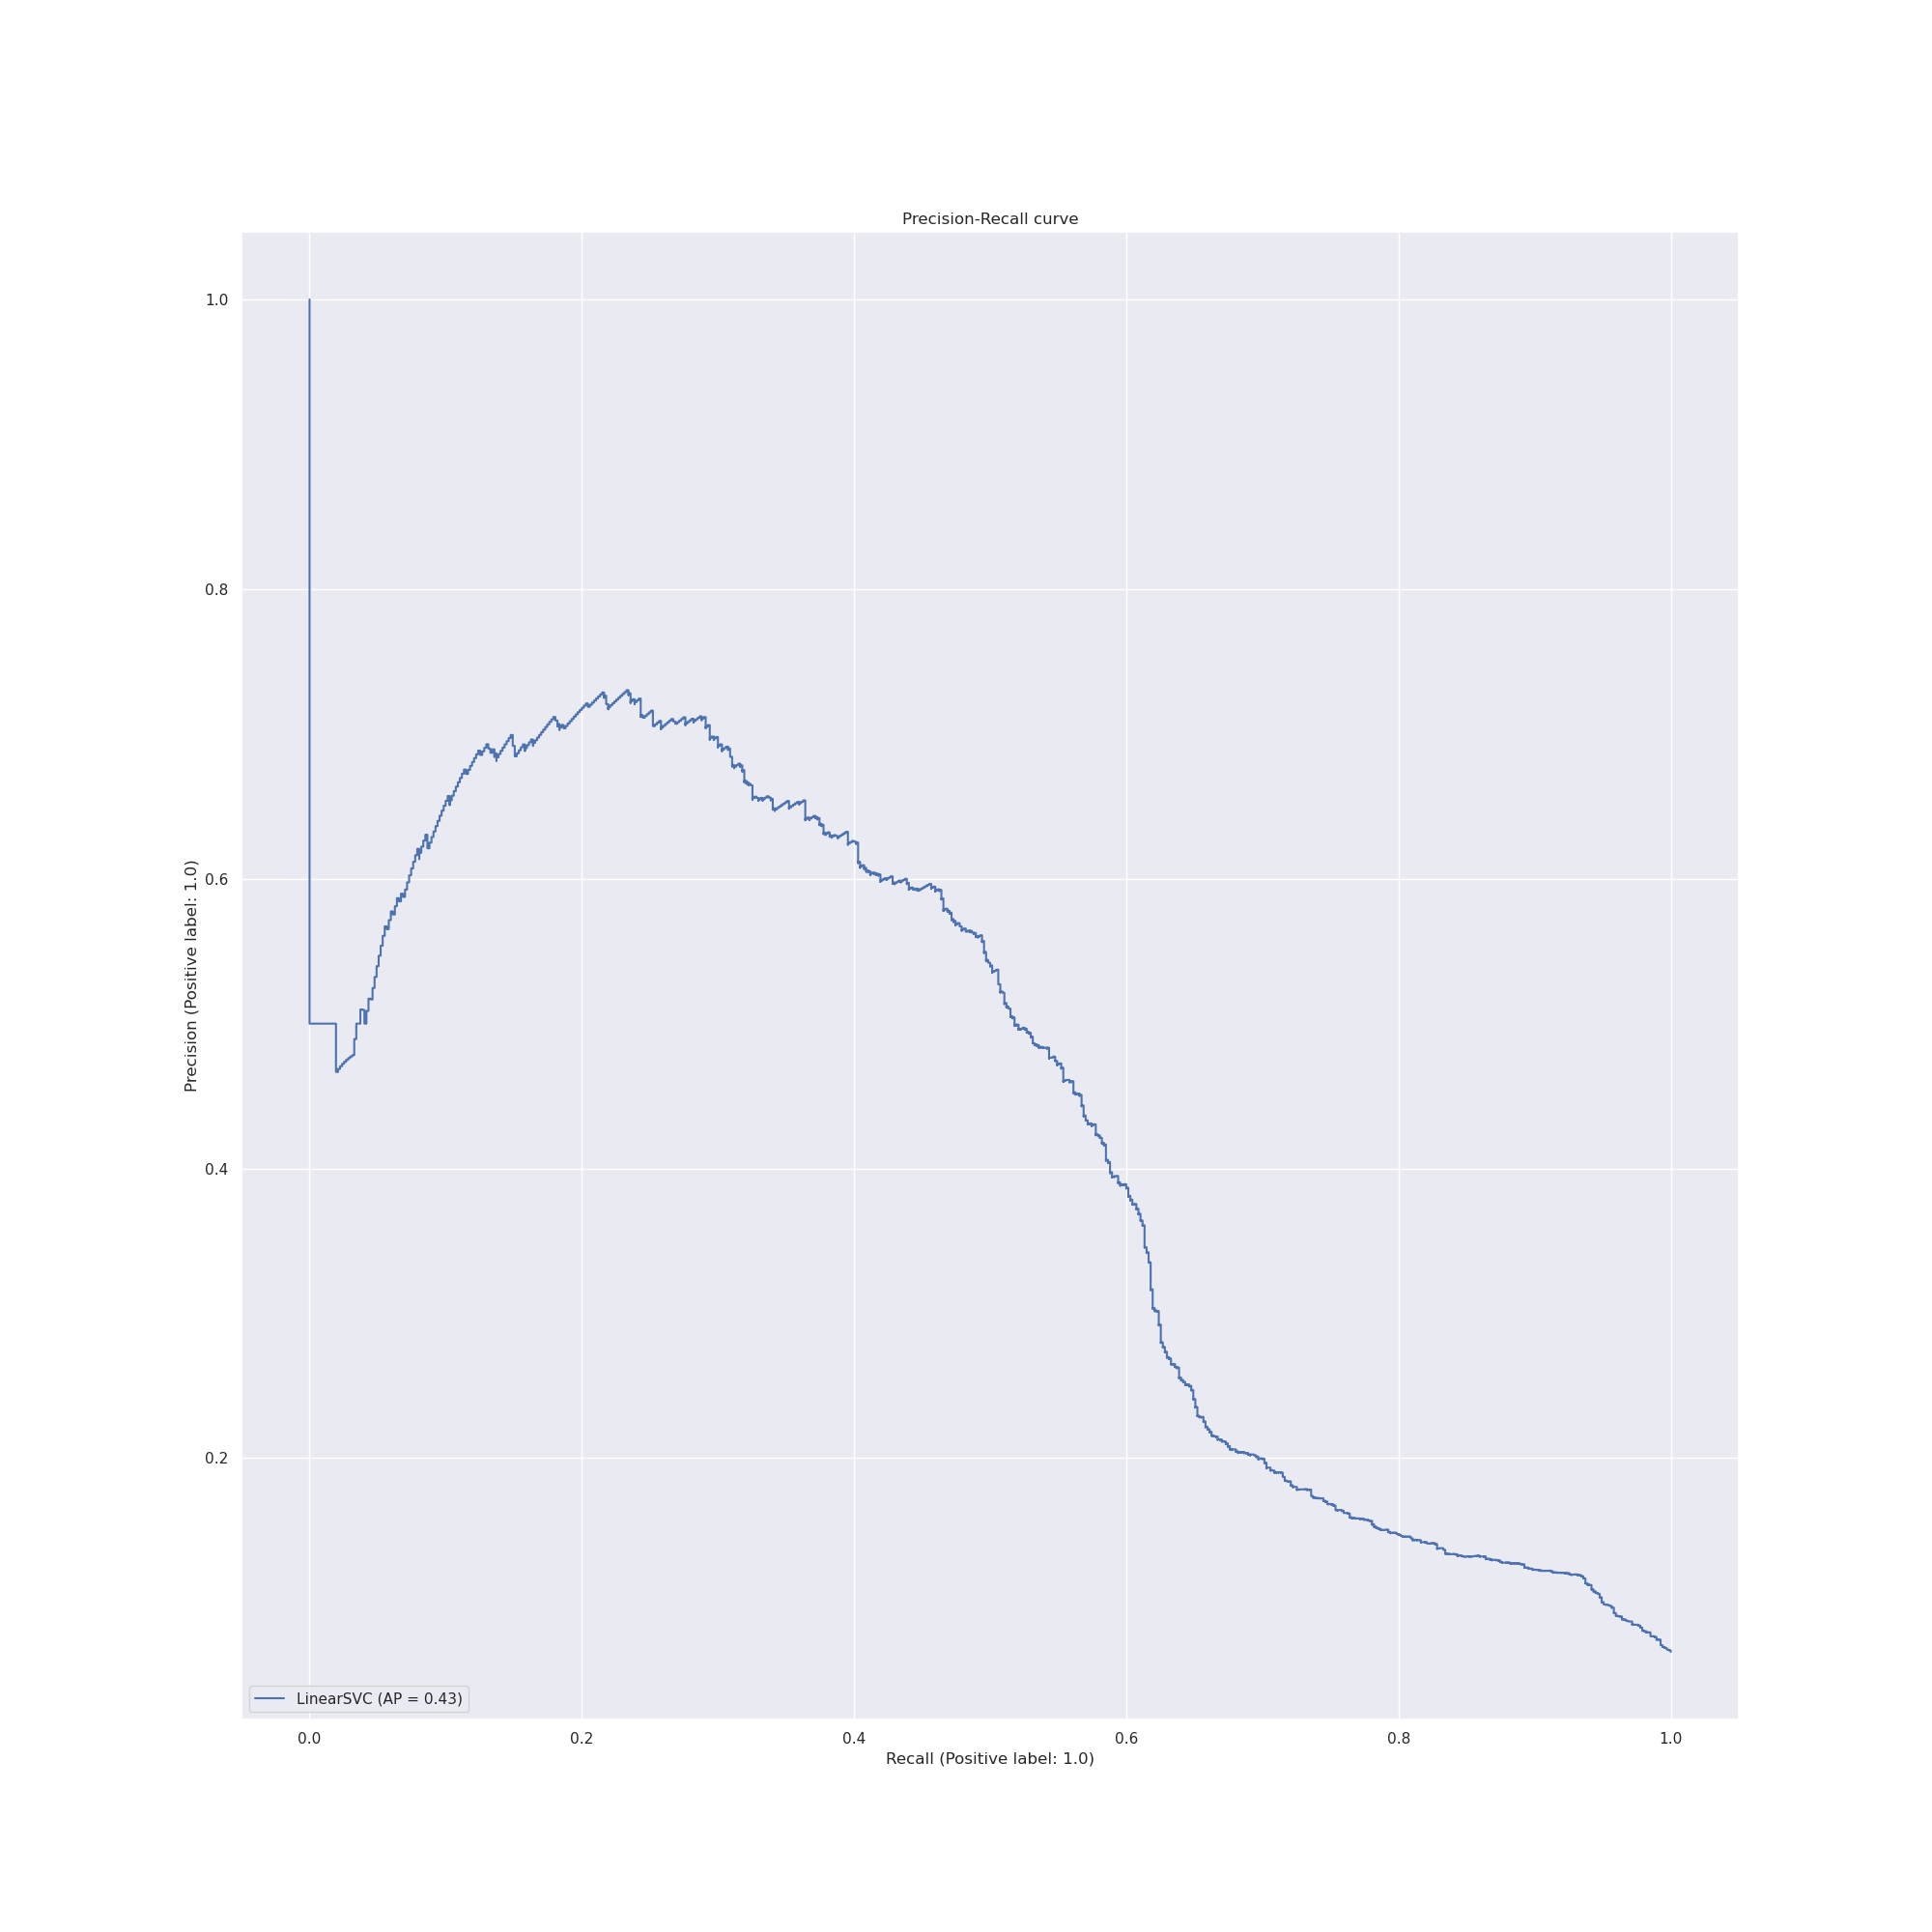 Precision-Recall curve
1.0
0.8
0.6
0.4
0.2
Precision (Positive label: 1.0)
LinearSVC (AP = 0.43)
0.0 0.2 0.4 0.6 0.8 1.0
Recall (Positive label: 1.0)